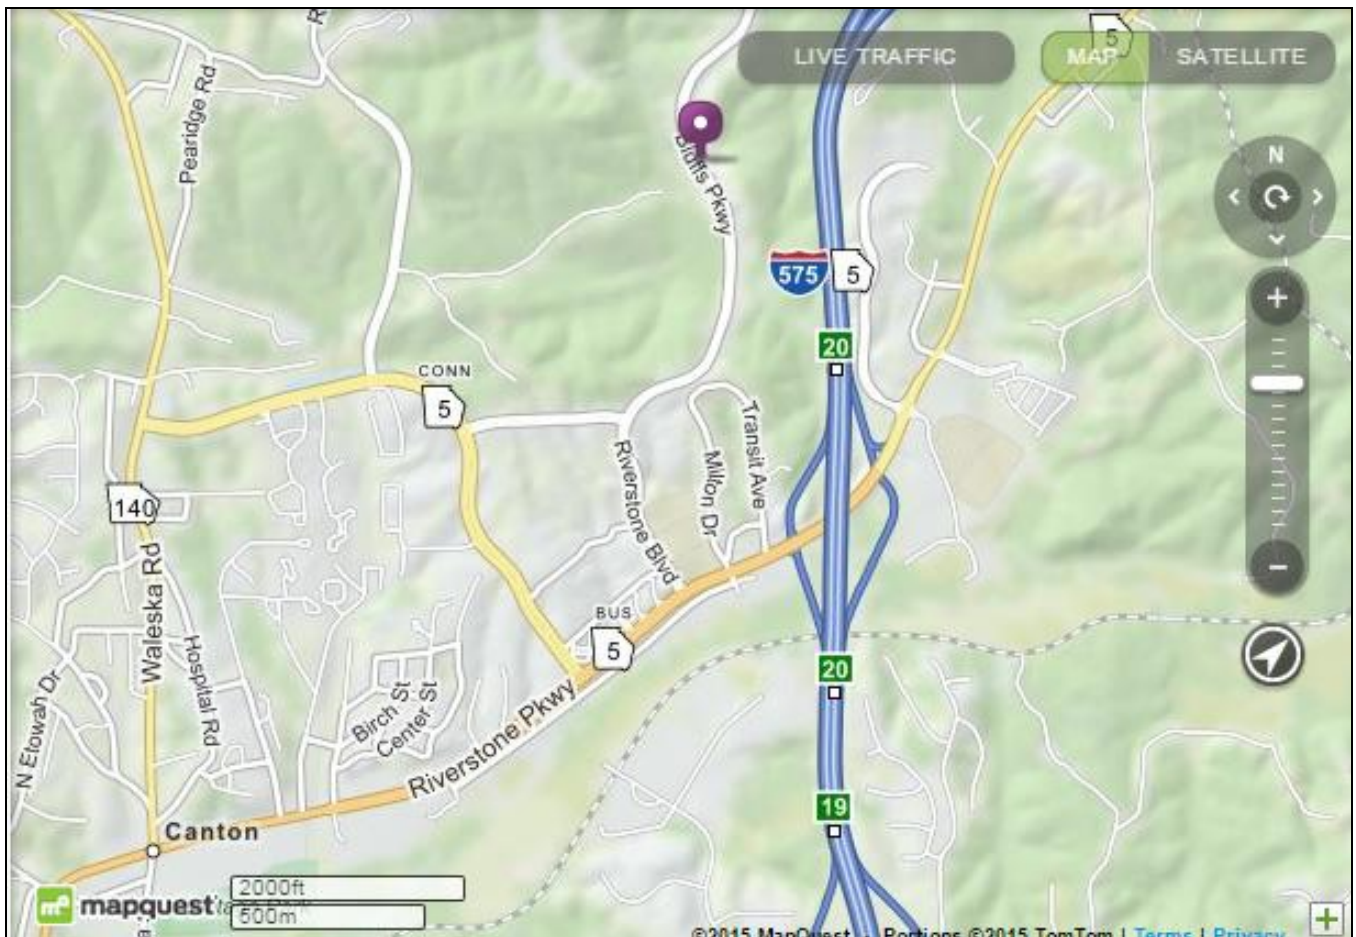 R
5
LIVE TRAFFIC
MAP
SATELLITE
Pearidge Rd
Bluffs Pkwy
N
575
5
20
CONN
5
Transit Ave
Riverstone Blvd
Milton Dr
140
Waleska Rd
BUS
5
Hospital Rd
20
N Etowah Dr
Birch St
Center St
Riverstone Pkwy
19
Canton
mapquest
2000ft
500m
©2015 MapQuest - Portions ©2015 TomTom | Terms | Privacy